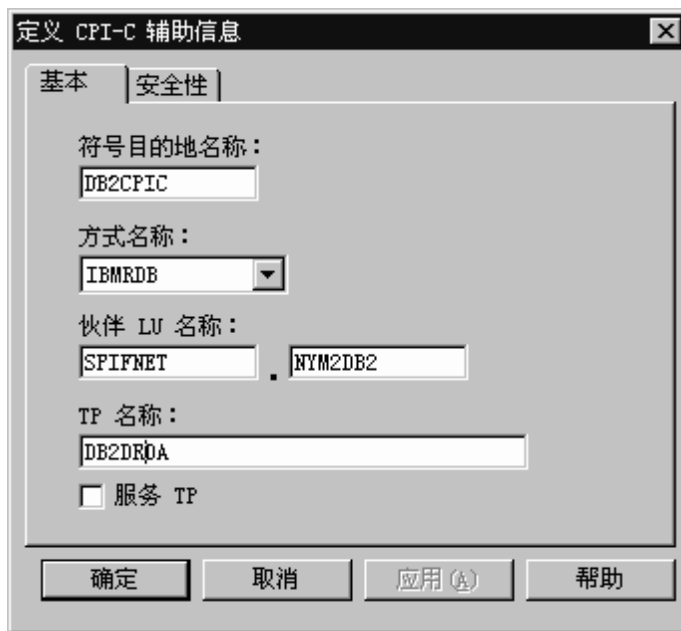 定义 CPI-C 辅助信息
基本 安全性
符号目的地名称：
DB2CPIC
方式名称：
IBMRDB
伙伴 LU 名称：
SPIFNET . NYM2DB2
TP 名称：
DB2DRDA
服务 TP
确定 取消 应用(A) 帮助